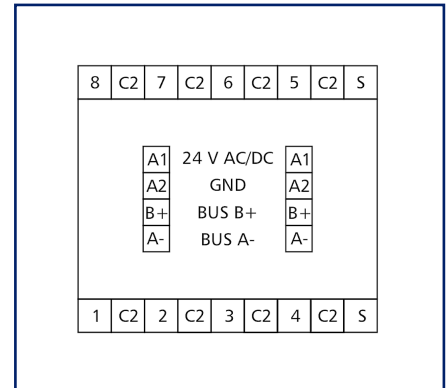 8 C2 7 C2 6 C2 5 C2 S
A1 24 V AC/DC A1
A2 GND A2
B+ BUS B+ B+
A- BUS A- A-
1 C2 2 C2 3 C2 4 C2 S